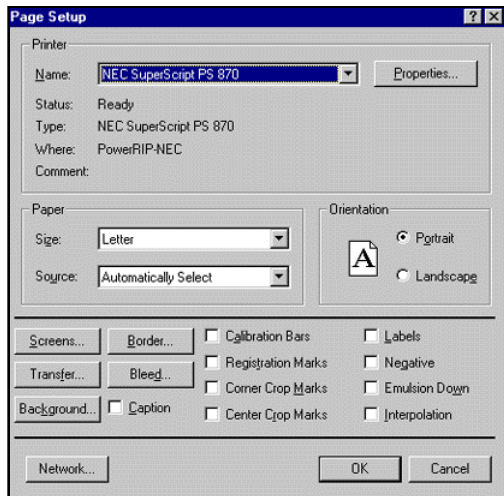 Page Setup
Printer
Name: NEC SuperScript PS 870 Properties...
Status: Ready
Type: NEC SuperScript PS 870
Where: PowerRIP-NEC
Comment:
Paper Orientation
Size: Letter Portrait
A
Source: Automatically Select Landscape
Screens... Border... Calibration Bars Labels
Transfer... Bleed... Registration Marks Negative
Corner Crop Marks Emulsion Down
Background... Caption Center Crop Marks Interpolation
Network... OK Cancel